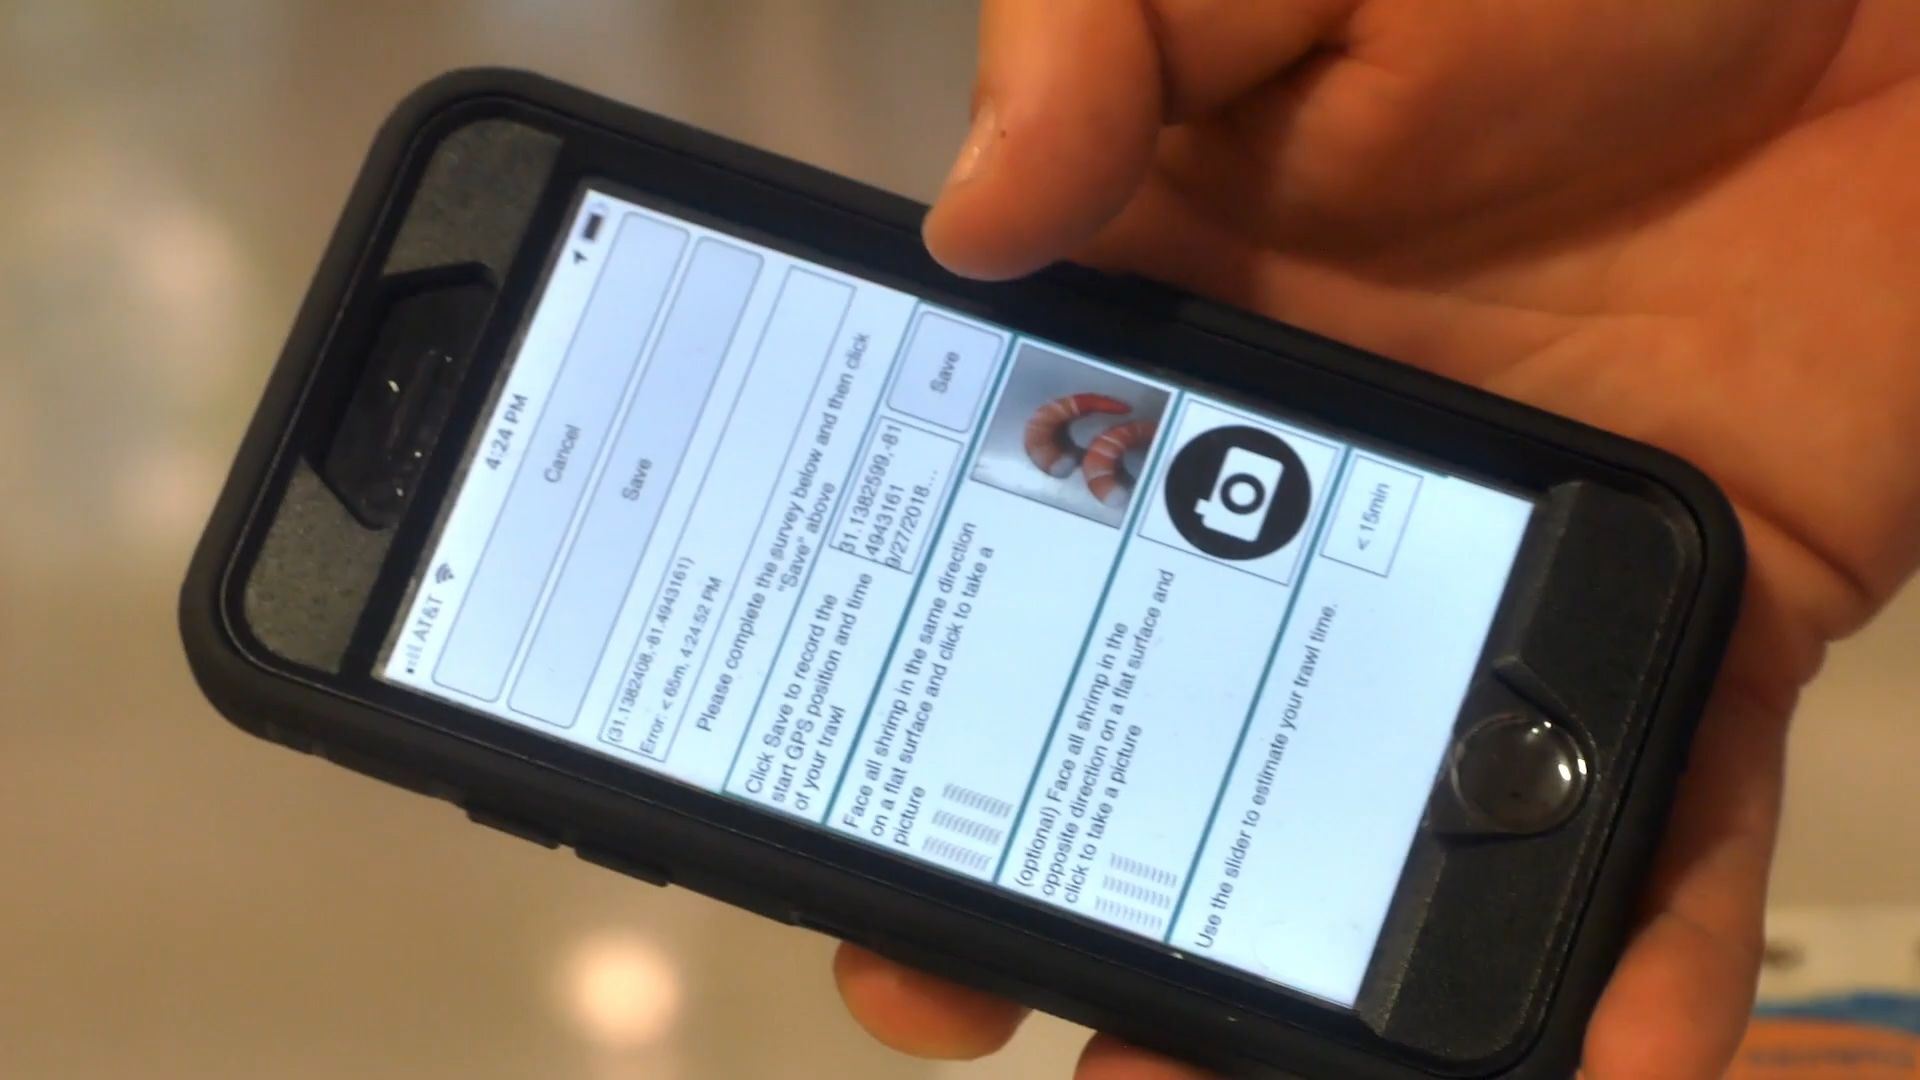 AT&T 4:24 PM
Cancel
Save
(31.1382408,-81.4943161)
Error: < 65m, 4:24:52 PM
Please complete the survey below and then click
"Save" above
Click Save to record the
start GPS position and time
of your trawl
31.1382599,-81
.4943161
9/27/2018...
Save
Face all shrimp in the same direction
on a flat surface and click to take a
picture
(optional) Face all shrimp in the
opposite direction on a flat surface and
click to take a picture
Use the slider to estimate your trawl time.
< 15min